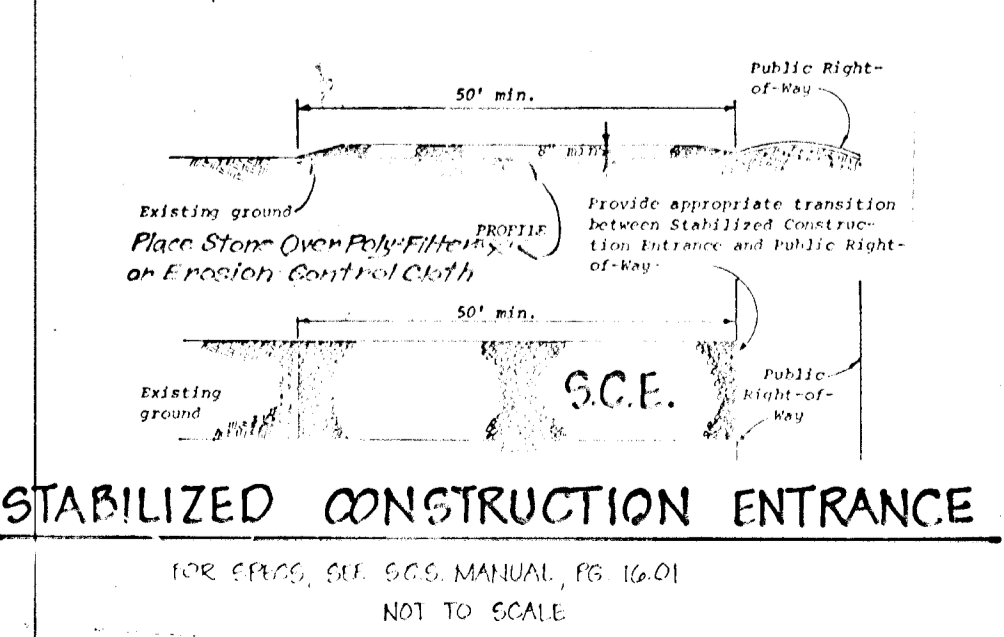 Public Right-
of-Way
50' min.
8" min.
Existing ground
PROFILE
Place Stone Over Poly-Filter
or Erosion Control Cloth
Provide appropriate transition
between Stabilized Construc-
tion Entrance and Public Right-
of-Way
50' min.
Existing
ground
S.C.E.
Public
Right-of-
Way
STABILIZED CONSTRUCTION ENTRANCE
FOR SPECS, SEE S.C.S. MANUAL, PG. 16.01
NOT TO SCALE